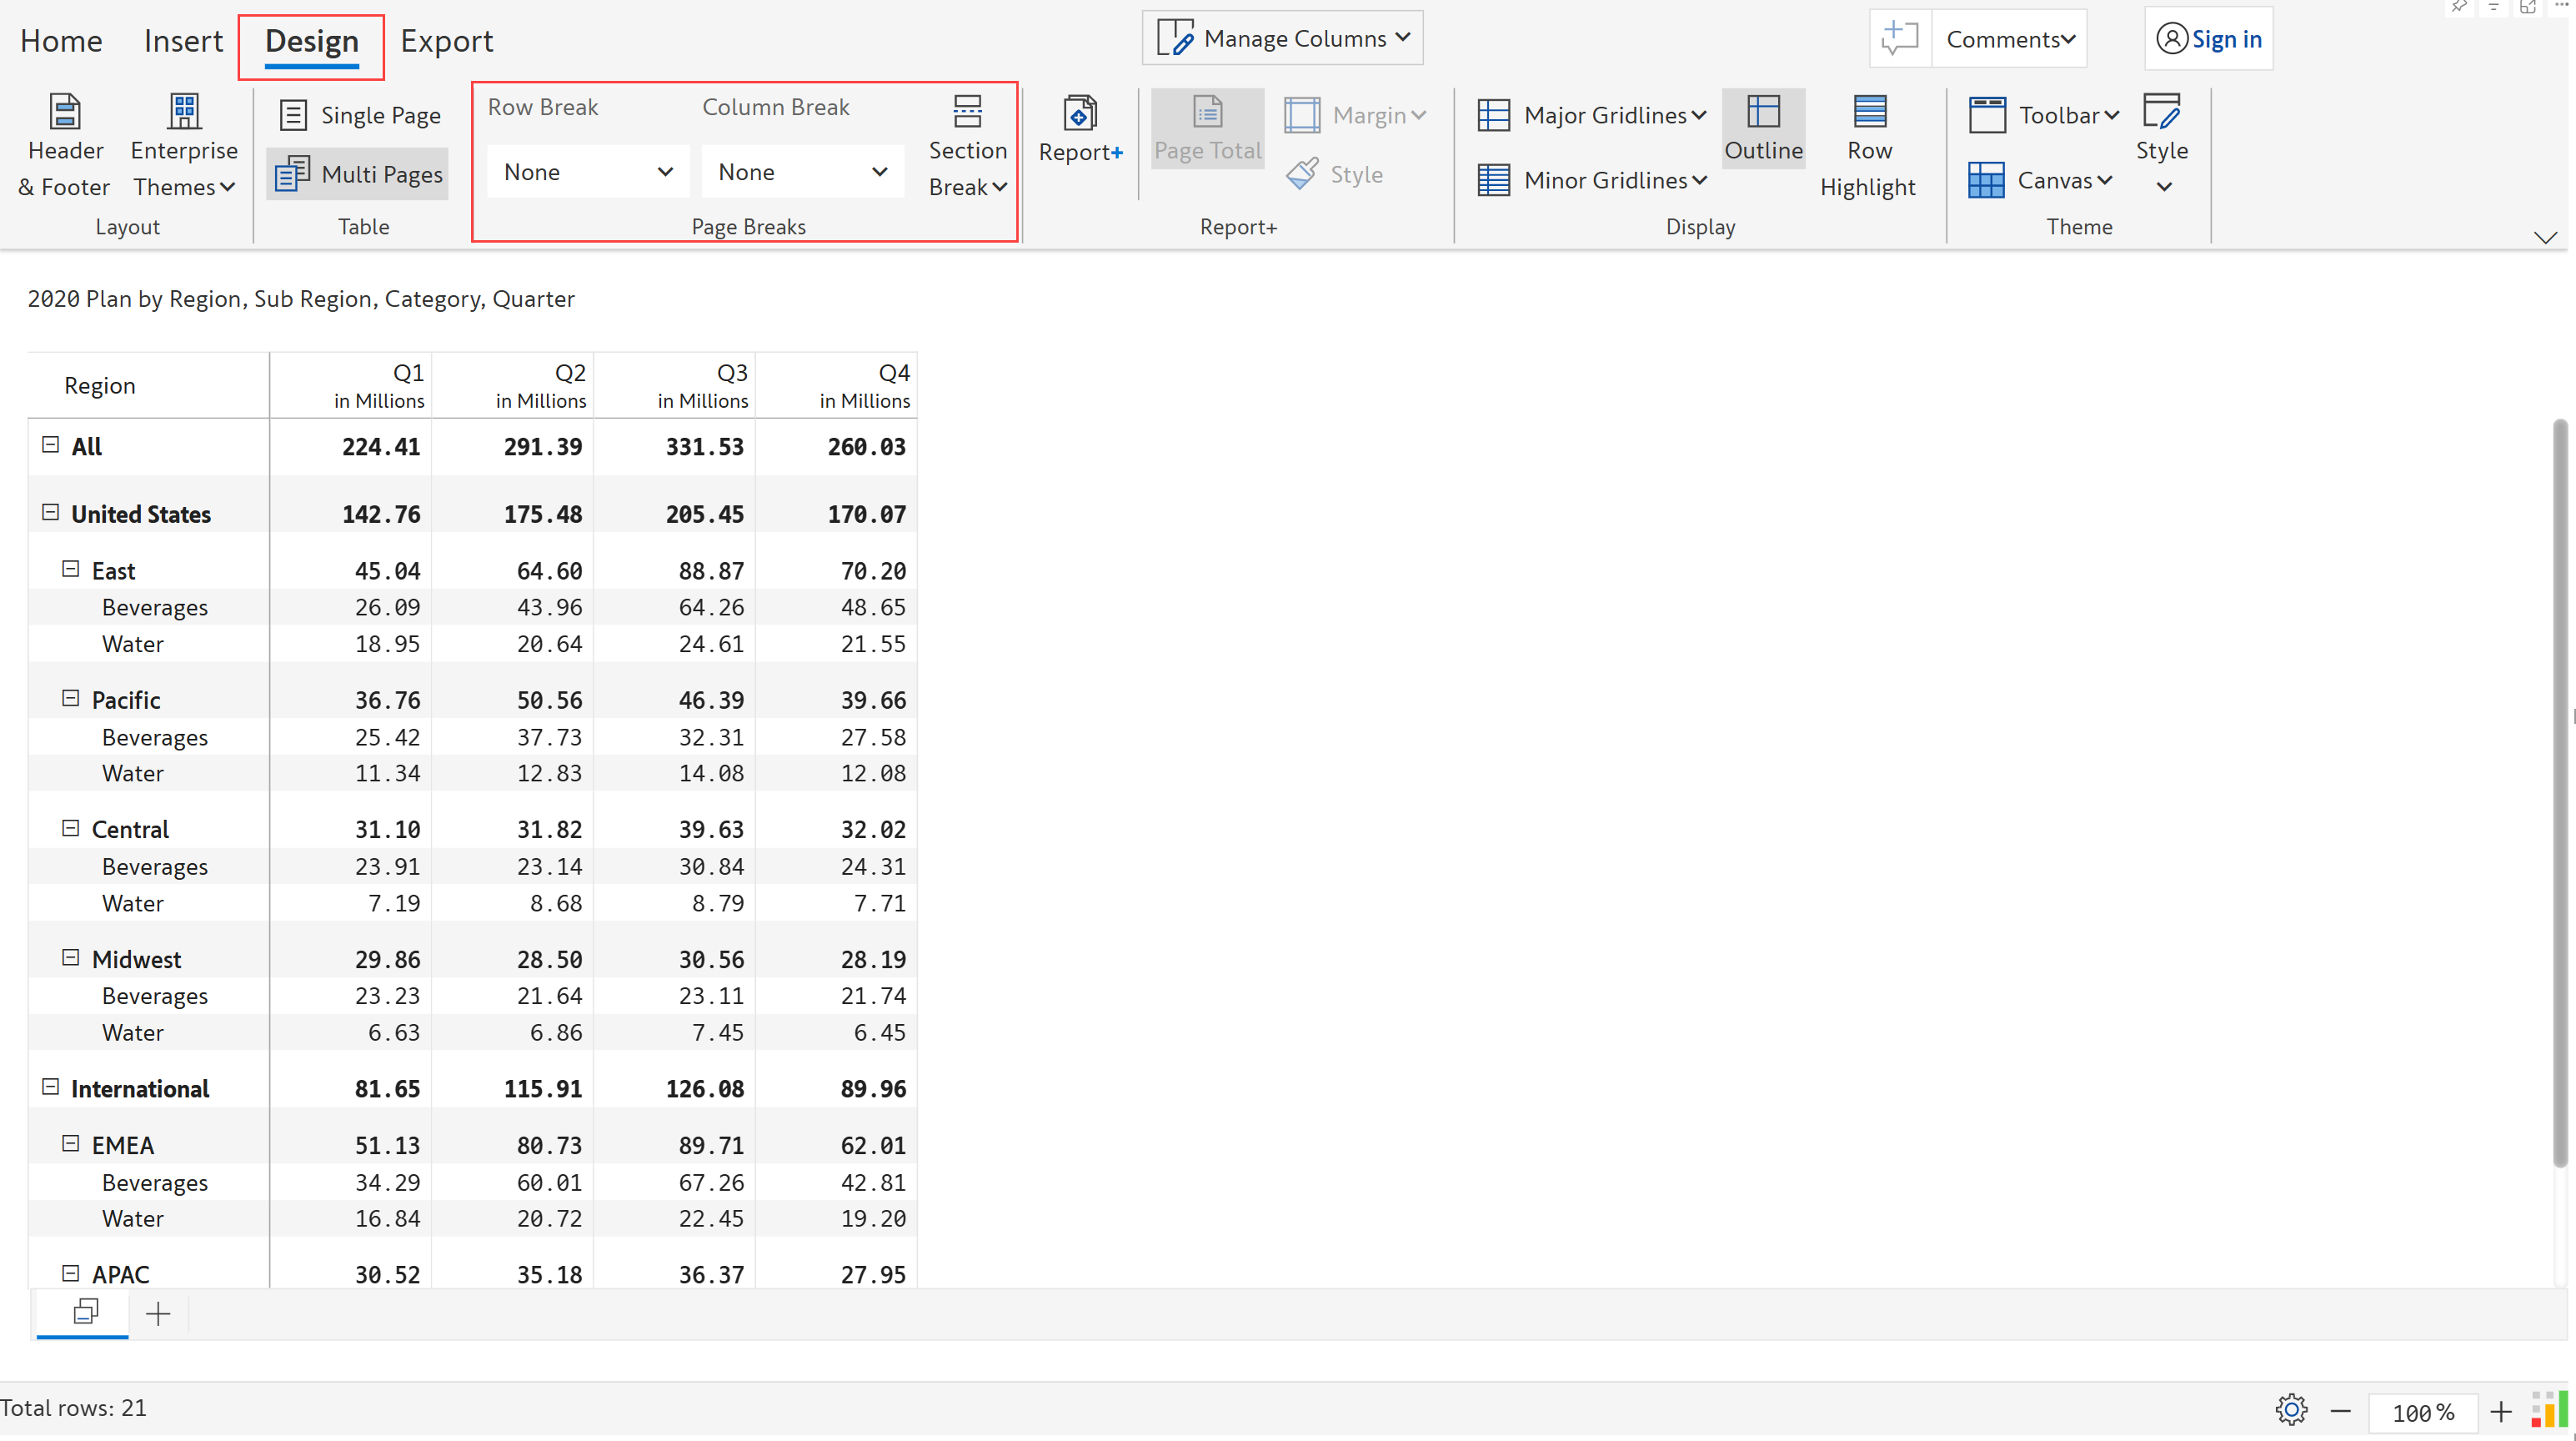 Home Insert Design Export Manage Columns Comments Sign in
Header & Footer Enterprise Themes Layout
Single Page Multi Pages Table
Row Break None Column Break None Section Break Page Breaks
Report+ Page Total Margin Style Report+
Major Gridlines Minor Gridlines Outline Row Highlight Display
Toolbar Canvas Style Theme
2020 Plan by Region, Sub Region, Category, Quarter
Region Q1 in Millions Q2 in Millions Q3 in Millions Q4 in Millions
All 224.41 291.39 331.53 260.03
United States 142.76 175.48 205.45 170.07
East 45.04 64.60 88.87 70.20
Beverages 26.09 43.96 64.26 48.65
Water 18.95 20.64 24.61 21.55
Pacific 36.76 50.56 46.39 39.66
Beverages 25.42 37.73 32.31 27.58
Water 11.34 12.83 14.08 12.08
Central 31.10 31.82 39.63 32.02
Beverages 23.91 23.14 30.84 24.31
Water 7.19 8.68 8.79 7.71
Midwest 29.86 28.50 30.56 28.19
Beverages 23.23 21.64 23.11 21.74
Water 6.63 6.86 7.45 6.45
International 81.65 115.91 126.08 89.96
EMEA 51.13 80.73 89.71 62.01
Beverages 34.29 60.01 67.26 42.81
Water 16.84 20.72 22.45 19.20
APAC 30.52 35.18 36.37 27.95
Total rows: 21 100 %